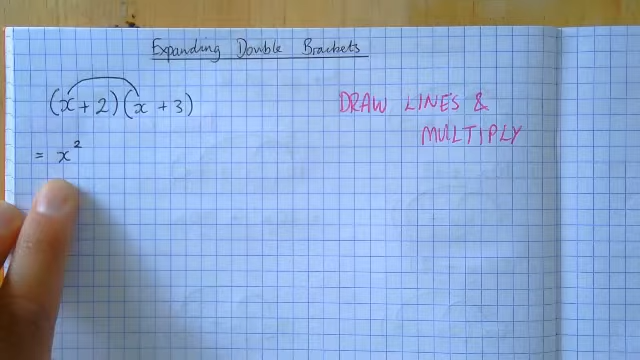 Expanding Double Brackets
(x + 2)(x + 3)
= x²
DRAW LINES &
MULTIPLY